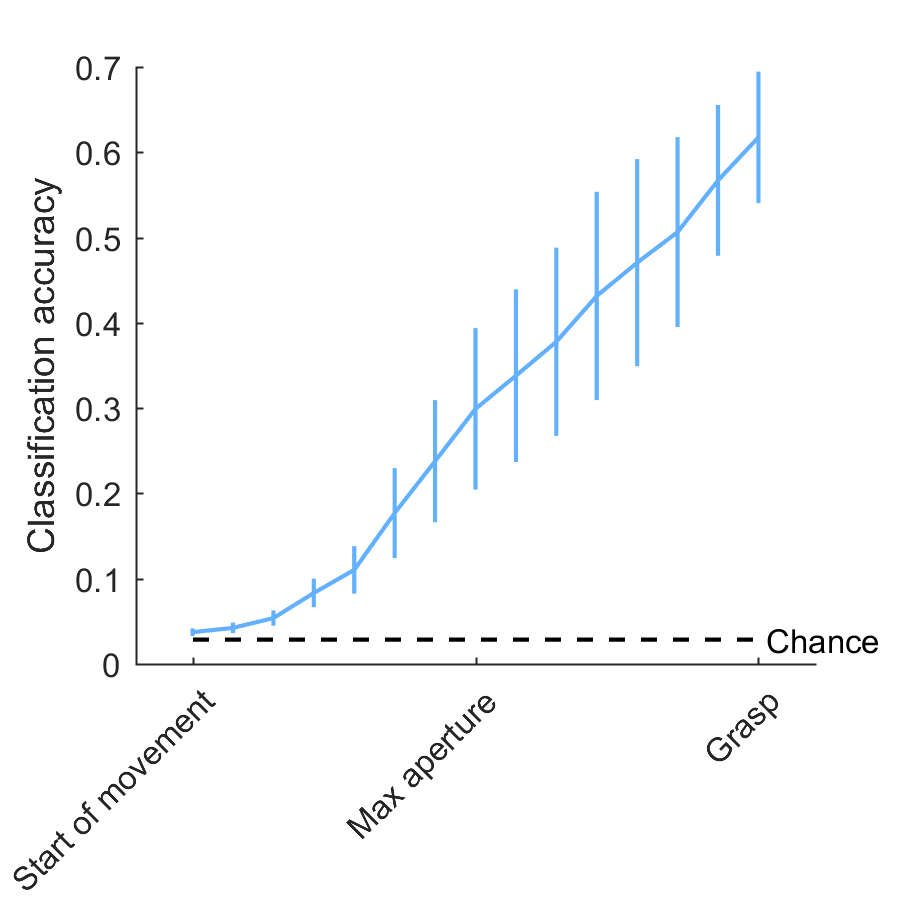 0.7
0.6
0.5
0.4
0.3
0.2
0.1
0
Classification accuracy
Chance
Start of movement
Max aperture
Grasp